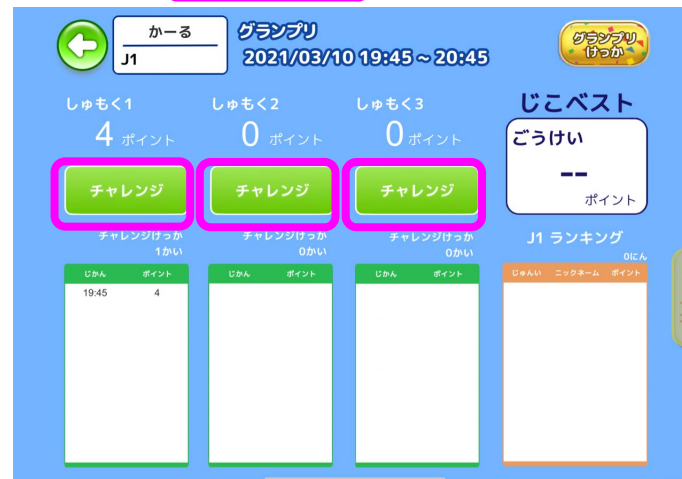 かーる
J1
グランプリ
2021/03/10 19:45 ~ 20:45
グランプリ
けっか
しゅもく1
4 ポイント
チャレンジ
チャレンジけっか
1かい
じかん ポイント
19:45 4
しゅもく2
0 ポイント
チャレンジ
チャレンジけっか
0かい
じかん ポイント
しゅもく3
0 ポイント
チャレンジ
チャレンジけっか
0かい
じかん ポイント
じこベスト
ごうけい
--
ポイント
J1 ランキング
0にん
じゅんい ニックネーム ポイント